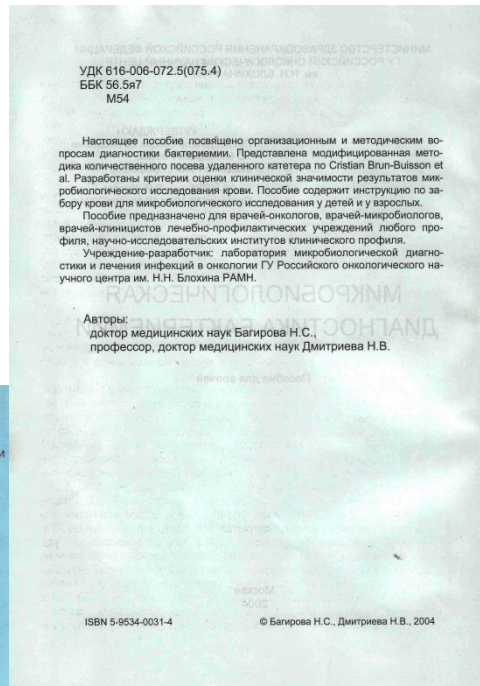 УДК 616-006-072.5(075.4)
ББК 56.5я7
М54
Настоящее пособие посвящено организационным и методическим во-
просам диагностики бактериемии. Представлена модифицированная мето-
дика количественного посева удаленного катетера по Cristian Brun-Buisson et
al. Разработаны критерии оценки клинической значимости результатов мик-
робиологического исследования крови. Пособие содержит инструкцию по за-
бору крови для микробиологического исследования у детей и у взрослых.
Пособие предназначено для врачей-онкологов, врачей-микробиологов,
врачей-клиницистов лечебно-профилактических учреждений любого про-
филя, научно-исследовательских институтов клинического профиля.
Учреждение-разработчик: лаборатория микробиологической диагно-
стики и лечения инфекций в онкологии ГУ Российского онкологического на-
учного центра им. Н.Н. Блохина РАМН.
Авторы:
доктор медицинских наук Багирова Н.С.,
профессор, доктор медицинских наук Дмитриева Н.В.
и
ISBN 5-9534-0031-4
© Багирова Н.С., Дмитриева Н.В., 2004